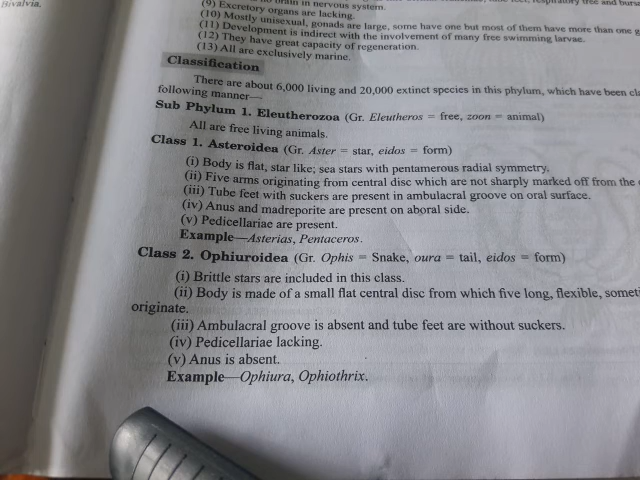 Bivalvia.
brain in nervous system.
(9) Excretory organs are lacking.
(10) Mostly unisexual, gonads are large, some have one but most of them have more than one
(11) Development is indirect with the involvement of many free swimming larvae.
(12) They have great capacity of regeneration.
(13) All are exclusively marine.
Classification
There are about 6,000 living and 20,000 extinct species in this phylum, which have been
following manner—
Sub Phylum 1. Eleutherozoa (Gr. Eleutheros = free, zoon = animal)
All are free living animals.
Class 1. Asteroidea (Gr. Aster = star, eidos = form)
(i) Body is flat, star like; sea stars with pentamerous radial symmetry.
(ii) Five arms originating from central disc which are not sharply marked off from the
(iii) Tube feet with suckers are present in ambulacral groove on oral surface.
(iv) Anus and madreporite are present on aboral side.
(v) Pedicellariae are present.
Example—Asterias, Pentaceros.
Class 2. Ophiuroidea (Gr. Ophis = Snake, oura = tail, eidos = form)
(i) Brittle stars are included in this class.
(ii) Body is made of a small flat central disc from which five long, flexible, someti
originate.
(iii) Ambulacral groove is absent and tube feet are without suckers.
(iv) Pedicellariae lacking.
(v) Anus is absent.
Example—Ophiura, Ophiothrix.